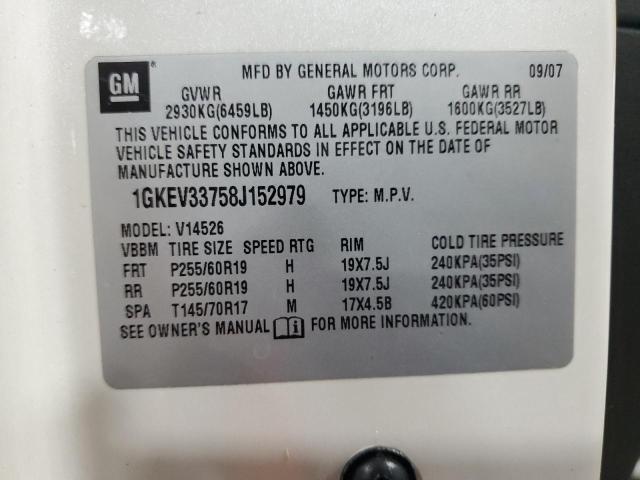 GM ® MFD BY GENERAL MOTORS CORP. 09/07
GVWR GAWR FRT GAWR RR
2930KG(6459LB) 1450KG(3196LB) 1600KG(3527LB)
THIS VEHICLE CONFORMS TO ALL APPLICABLE U.S. FEDERAL MOTOR
VEHICLE SAFETY STANDARDS IN EFFECT ON THE DATE OF
MANUFACTURE SHOWN ABOVE.
1GKEV33758J152979 TYPE: M.P.V.
MODEL: V14526
VBBM TIRE SIZE SPEED RTG RIM COLD TIRE PRESSURE
FRT P255/60R19 H 19X7.5J 240KPA(35PSI)
RR P255/60R19 H 19X7.5J 240KPA(35PSI)
SPA T145/70R17 M 17X4.5B 420KPA(60PSI)
SEE OWNER'S MANUAL i FOR MORE INFORMATION.